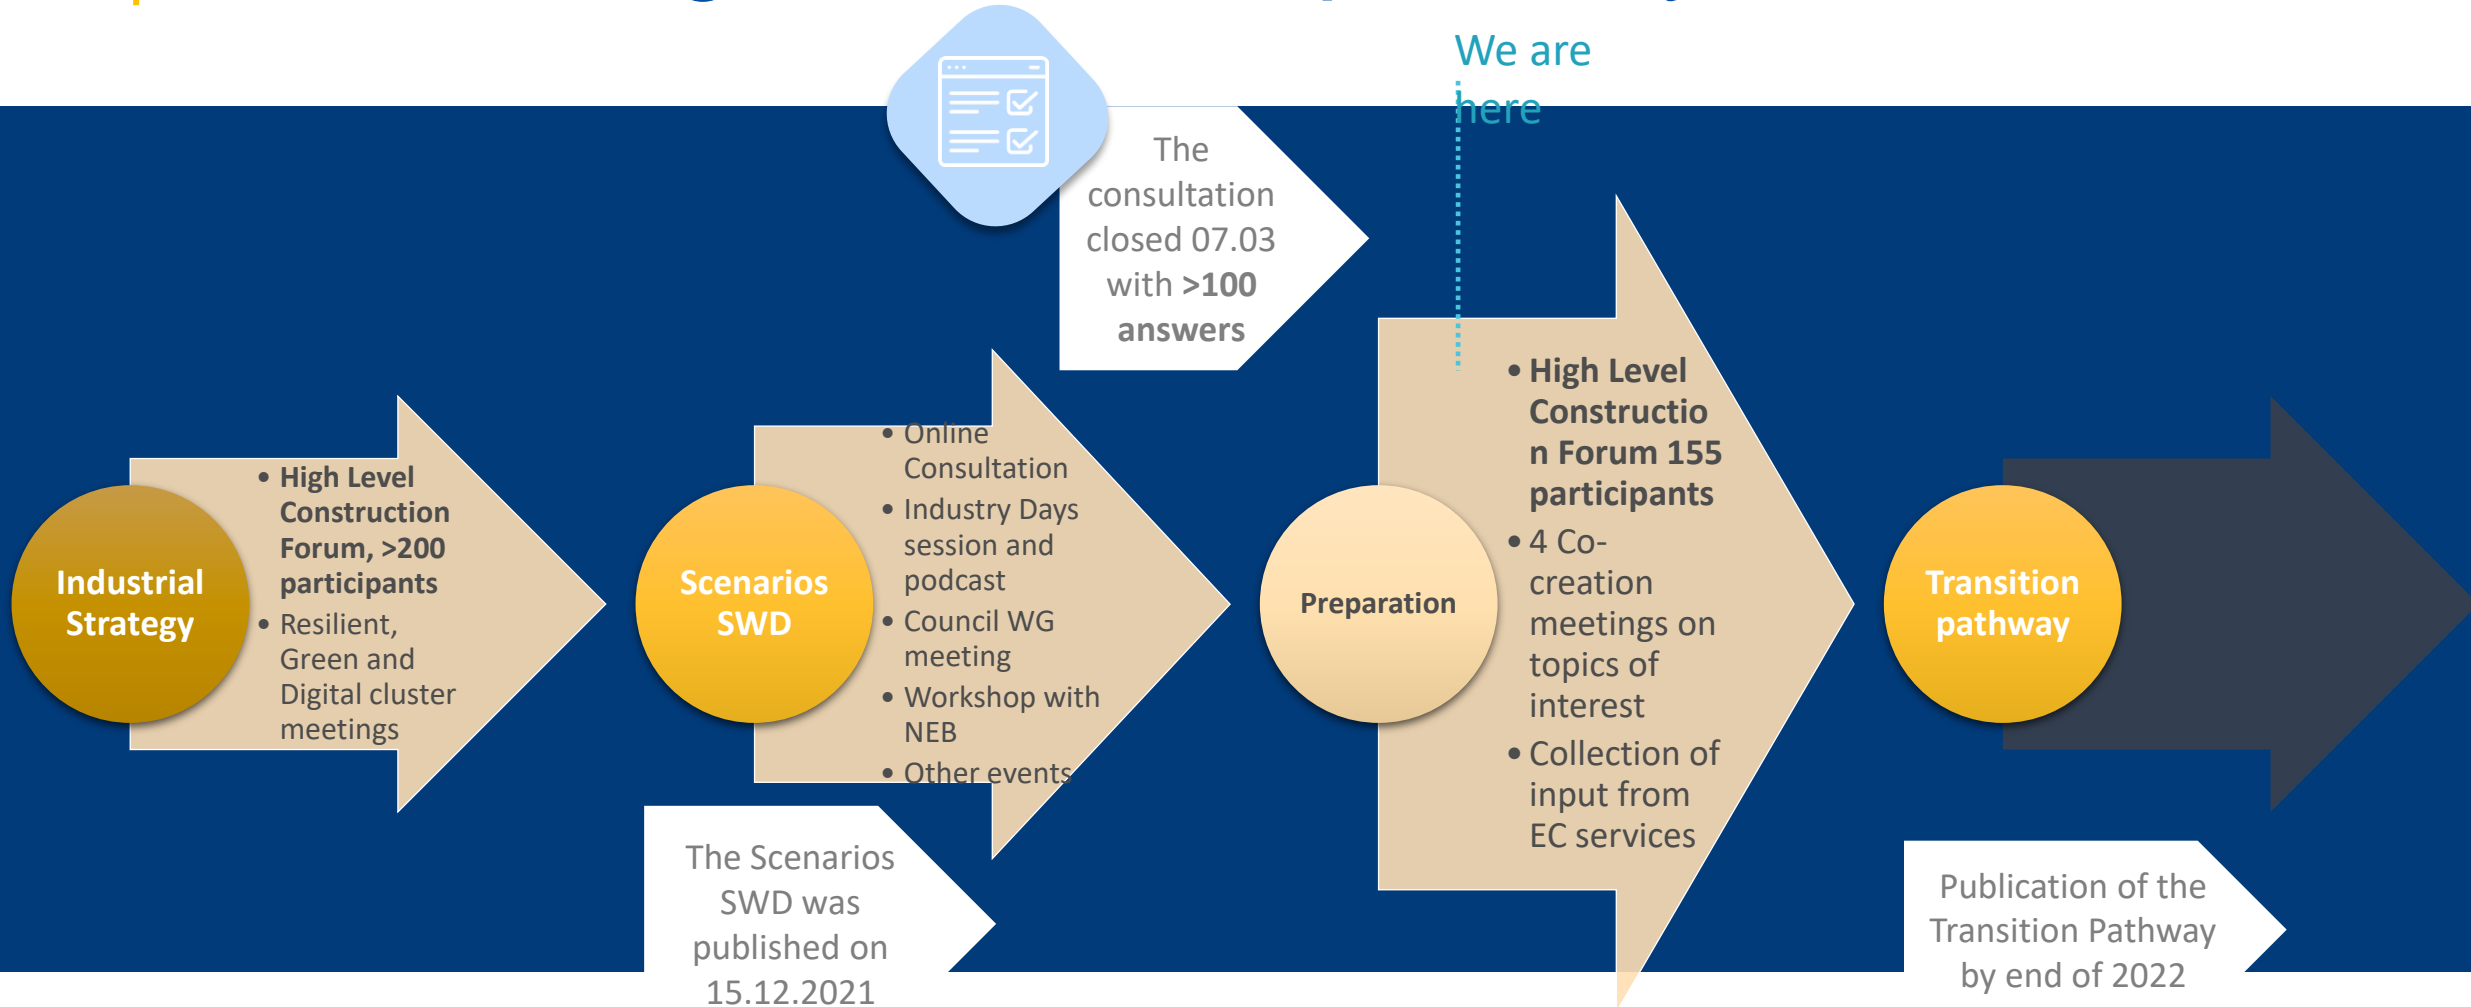 We are
here
The
consultation
closed 07.03
with >100
answers
Industrial
Strategy
• High Level
Construction
Forum, >200
participants
• Resilient,
Green and
Digital cluster
meetings
Scenarios
SWD
• Online
Consultation
• Industry Days
session and
podcast
• Council WG
meeting
• Workshop with
NEB
• Other events
The Scenarios
SWD was
published on
15.12.2021
Preparation
• High Level
Constructio
n Forum 155
participants
• 4 Co-
creation
meetings on
topics of
interest
• Collection of
input from
EC services
Transition
pathway
Publication of the
Transition Pathway
by end of 2022